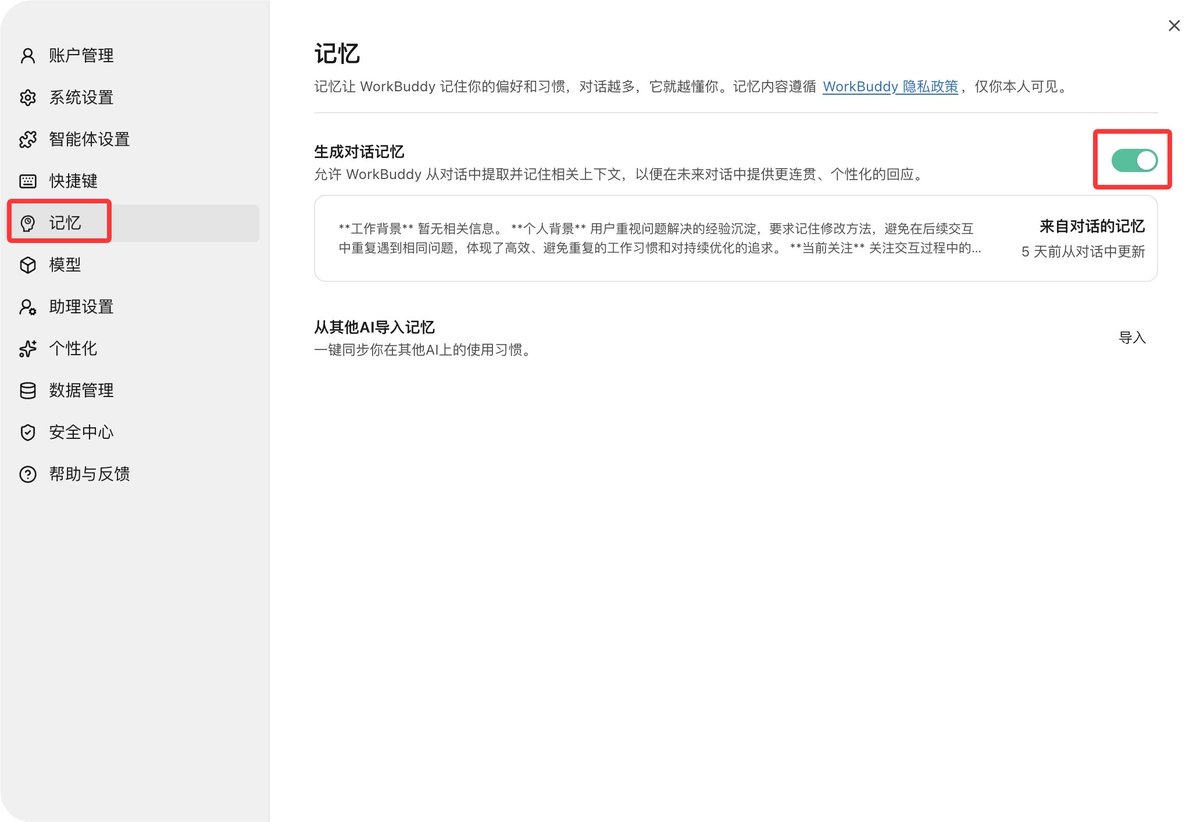 账户管理
系统设置
智能体设置
快捷键
记忆
模型
助理设置
个性化
数据管理
安全中心
帮助与反馈
记忆
记忆让 WorkBuddy 记住你的偏好和习惯，对话越多，它就越懂你。记忆内容遵循 WorkBuddy 隐私政策，仅你本人可见。
生成对话记忆
允许 WorkBuddy 从对话中提取并记住相关上下文，以便在未来对话中提供更连贯、个性化的回应。
**工作背景** 暂无相关信息。 **个人背景** 用户重视问题解决的经验沉淀，要求记住修改方法，避免在后续交互
中重复遇到相同问题，体现了高效、避免重复的工作习惯和对持续优化的追求。 **当前关注** 关注交互过程中的...
来自对话的记忆
5 天前从对话中更新
从其他AI导入记忆
一键同步你在其他AI上的使用习惯。
导入